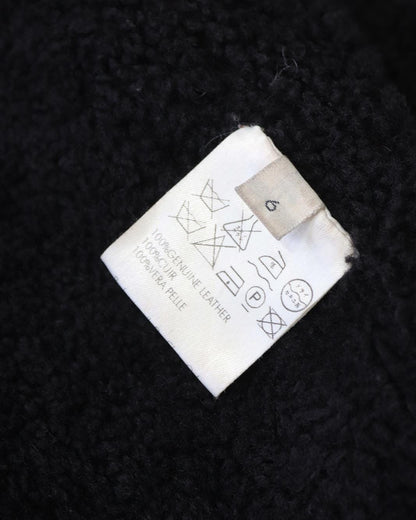 6
P
100%GENUINE LEATHER
100%CUIR
100%VERA PELLE